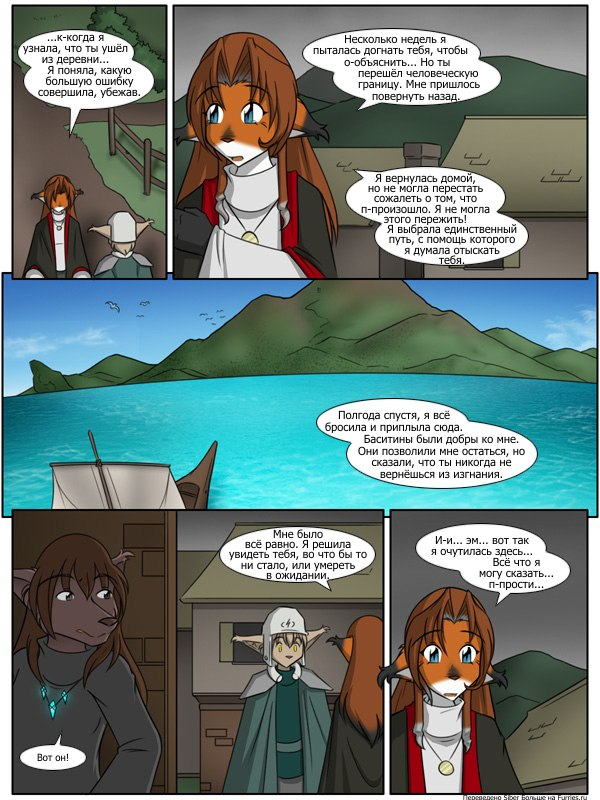 ...к-когда я
узнала, что ты ушёл
из деревни...
Я поняла, какую
большую ошибку
совершила, убежав.
Несколько недель я
пыталась догнать тебя, чтобы
о-объяснить... Но ты
перешёл человеческую
границу. Мне пришлось
повернуть назад.
Я вернулась домой,
но не могла перестать
сожалеть о том, что
п-произошло. Я не могла
этого пережить!
Я выбрала единственный
путь, с помощь которого
я думала отыскать
тебя.
Полгода спустя, я всё
бросила и приплыла сюда.
Баситины были добры ко мне.
Они позволили мне остаться, но
сказали, что ты никогда не
вернёшься из изгнания.
Мне было
всё равно. Я решила
увидеть тебя, во что бы то
ни стало, или умереть
в ожидании.
Вот он!
И-и... эм... вот так
я очутилась здесь...
Всё что я
могу сказать...
п-прости...
Переведено Siber Больше на Furries.ru